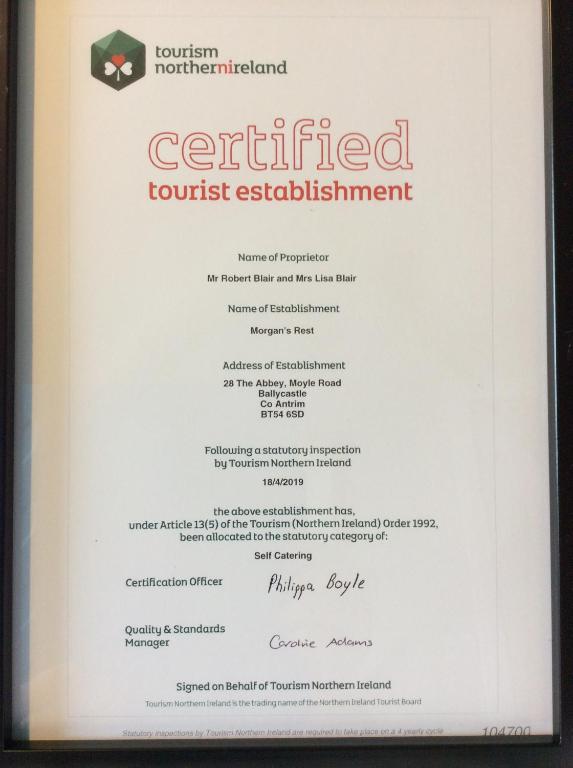 tourism
northernireland
certified
tourist establishment
Name of Proprietor
Mr Robert Blair and Mrs Lisa Blair
Name of Establishment
Morgan's Rest
Address of Establishment
28 The Abbey, Moyle Road
Ballycastle
Co Antrim
BT54 6SD
Following a statutory inspection
by Tourism Northern Ireland
18/4/2019
the above establishment has,
under Article 13(5) of the Tourism (Northern Ireland) Order 1992,
been allocated to the statutory category of:
Self Catering
Certification Officer Philippa Boyle
Quality & Standards
Manager Caroline Adams
Signed on Behalf of Tourism Northern Ireland
Tourism Northern Ireland is the trading name of the Northern Ireland Tourist Board
Statutory inspections by Tourism Northern Ireland are required to take place on a 4 yearly cycle 104700